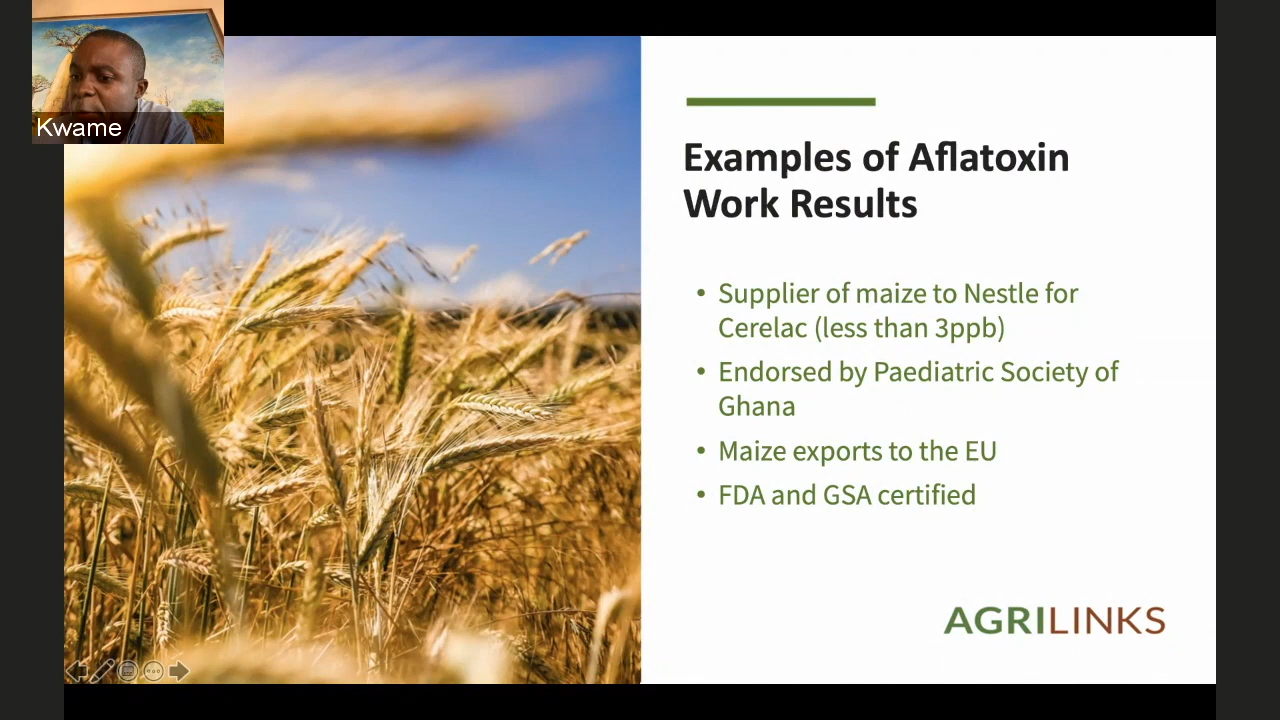 Kwame
Examples of Aflatoxin
Work Results
• Supplier of maize to Nestle for
Cerelac (less than 3ppb)
• Endorsed by Paediatric Society of
Ghana
• Maize exports to the EU
• FDA and GSA certified
AGRILINKS